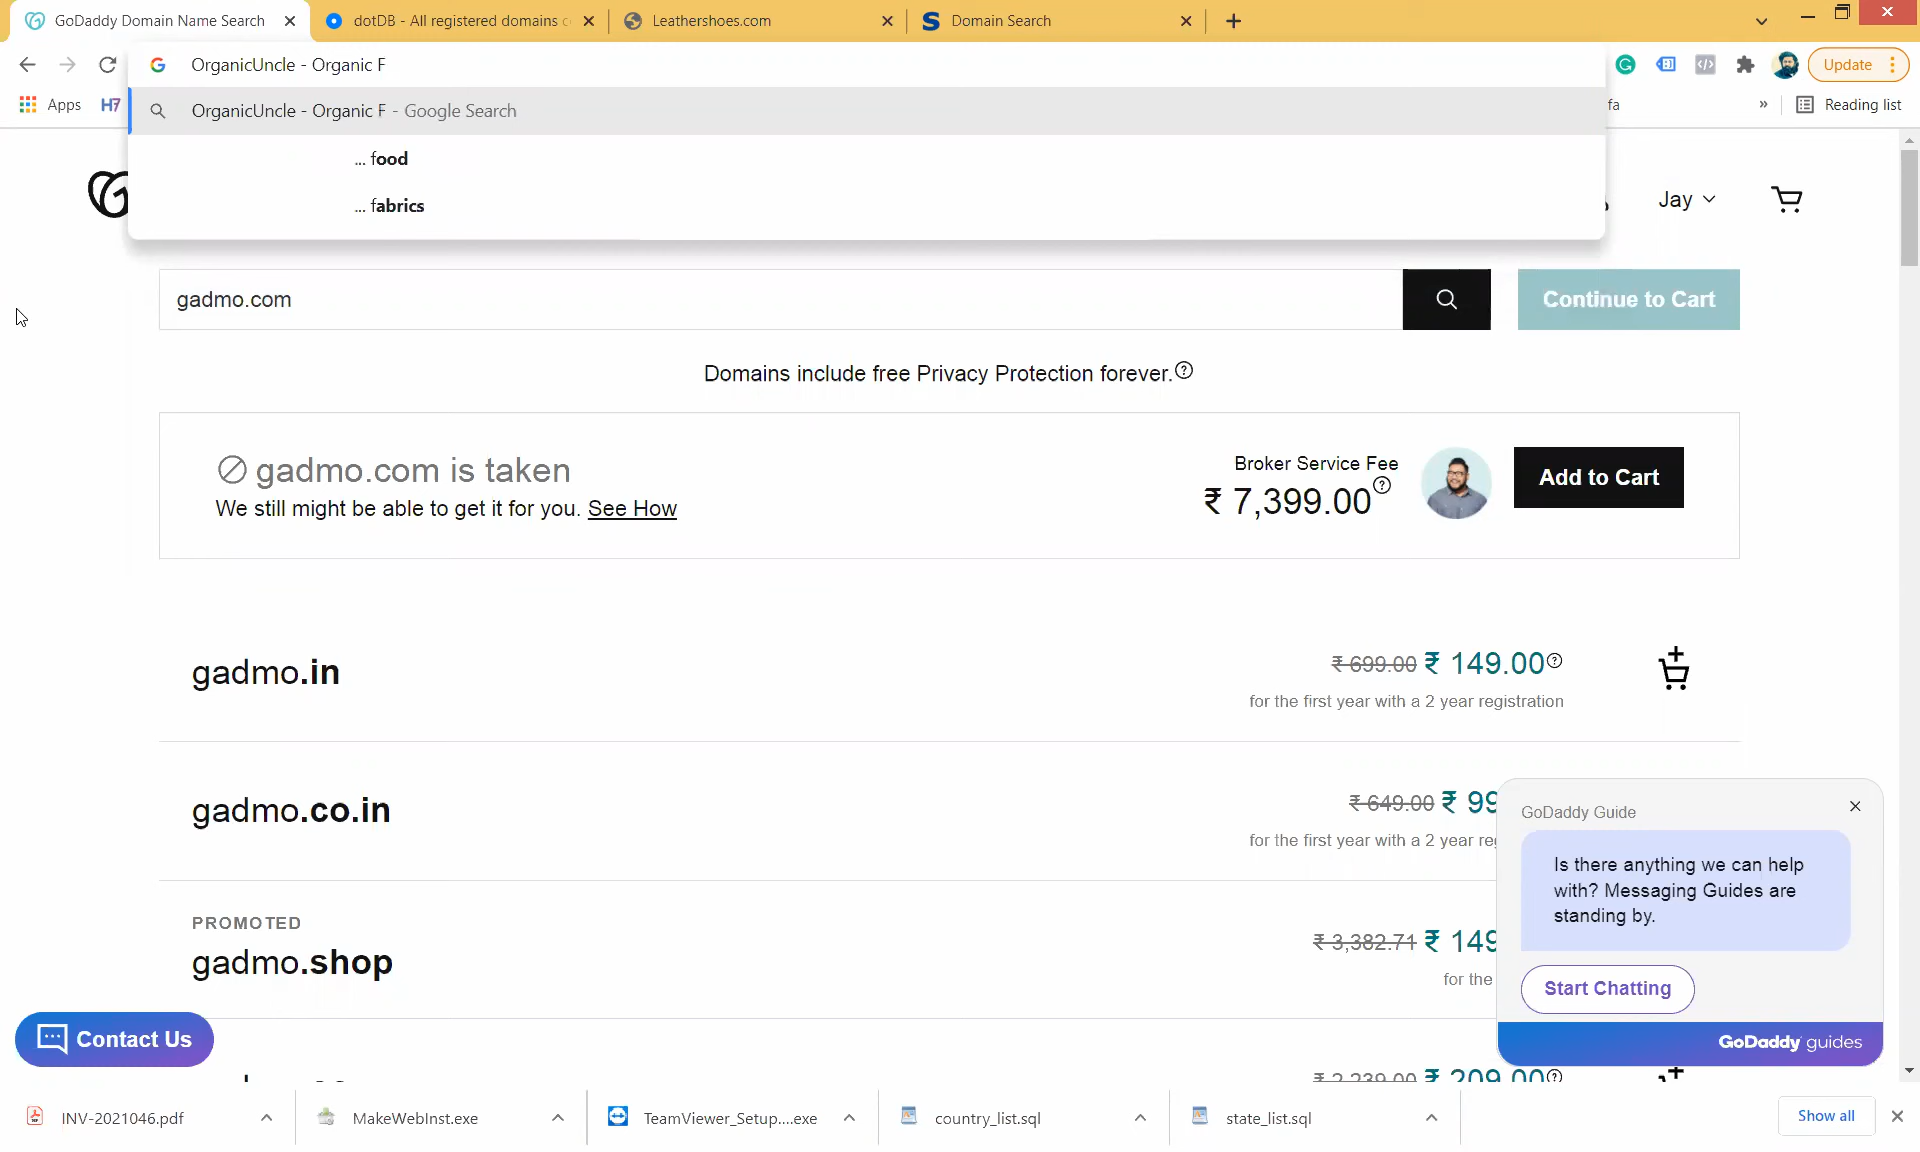 GoDaddy Domain Name Search
dotDB - All registered domains c
Leathershoes.com
Domain Search
OrganicUncle - Organic F
Update
Apps
H7
OrganicUncle - Organic F - Google Search
fa
»
Reading list
... food
... fabrics
Jay
gadmo.com
Continue to Cart
Domains include free Privacy Protection forever.
gadmo.com is taken
We still might be able to get it for you. See How
Broker Service Fee
₹ 7,399.00
Add to Cart
gadmo.in
₹ 699.00 ₹ 149.00
for the first year with a 2 year registration
gadmo.co.in
₹ 649.00 ₹ 99
for the first year with a 2 year reg
PROMOTED
gadmo.shop
₹ 3,382.71 ₹ 149
for the
GoDaddy Guide
Is there anything we can help
with? Messaging Guides are
standing by.
Start Chatting
GoDaddy guides
Contact Us
₹ 2,239.00 ₹ 209.00
INV-2021046.pdf
MakeWebInst.exe
TeamViewer_Setup....exe
country_list.sql
state_list.sql
Show all